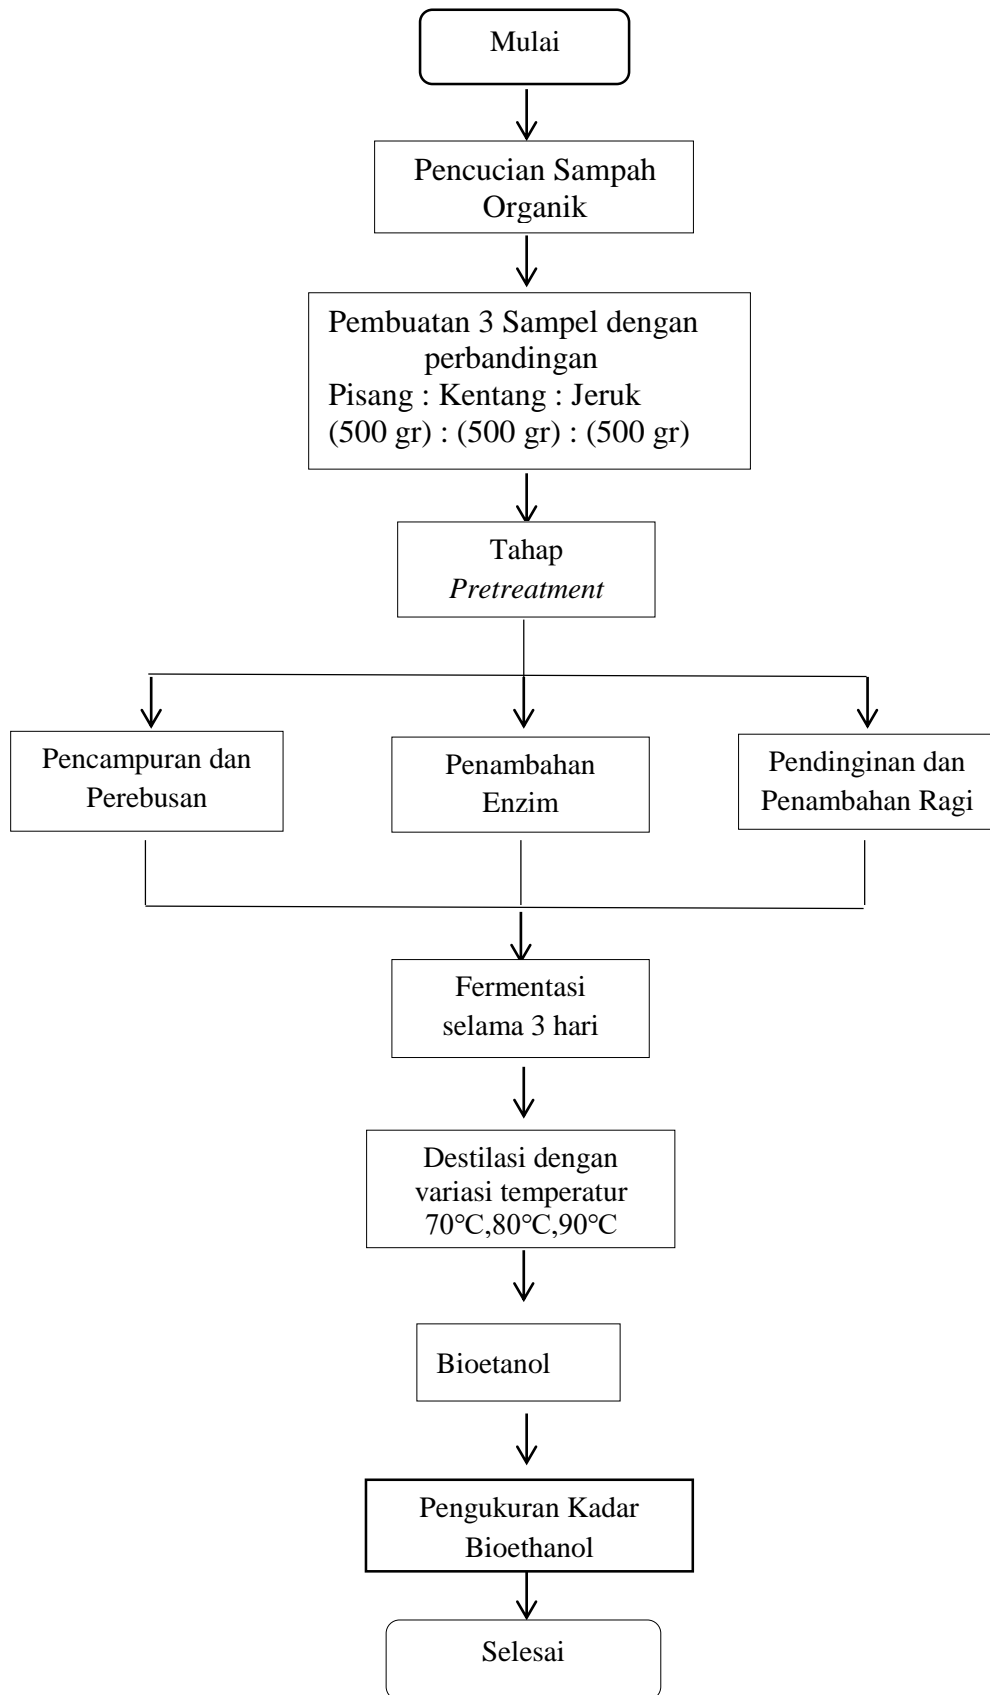 Mulai
Pencucian Sampah
Organik
Pembuatan 3 Sampel dengan
perbandingan
Pisang : Kentang : Jeruk
(500 gr) : (500 gr) : (500 gr)
Tahap
Pretreatment
Pencampuran dan
Perebusan
Penambahan
Enzim
Pendinginan dan
Penambahan Ragi
Fermentasi
selama 3 hari
Destilasi dengan
variasi temperatur
70°C,80°C,90°C
Bioetanol
Pengukuran Kadar
Bioethanol
Selesai